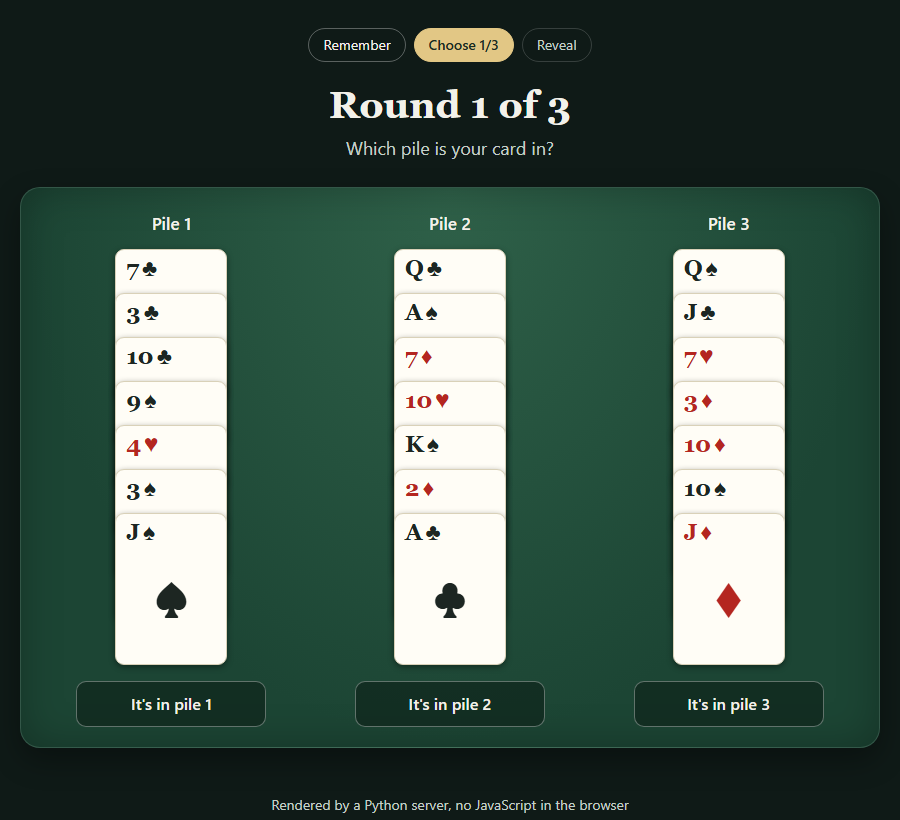 Remember Choose 1/3 Reveal
Round 1 of 3
Which pile is your card in?
Pile 1 Pile 2 Pile 3
7♣ Q♣ Q♠
3♣ A♠ J♣
10♣ 7♦ 7♥
9♠ 10♥ 3♦
4♥ K♠ 10♦
3♠ 2♦ 10♠
J♠ A♣ J♦
It's in pile 1 It's in pile 2 It's in pile 3
Rendered by a Python server, no JavaScript in the browser